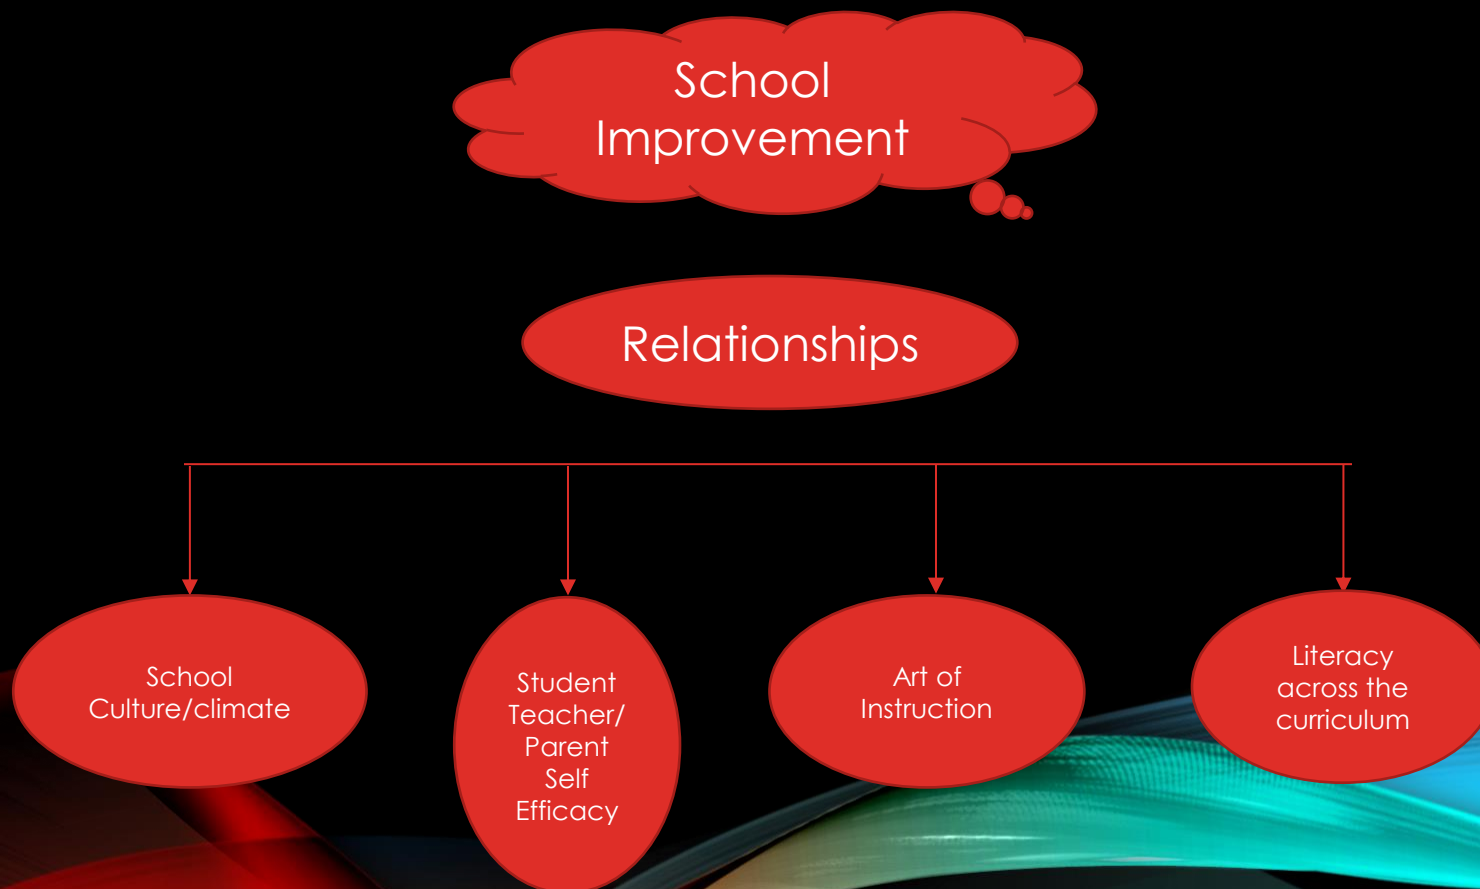 School
Improvement
Relationships
School
Culture/climate
Student
Teacher/
Parent
Self
Efficacy
Art of
Instruction
Literacy
across the
curriculum